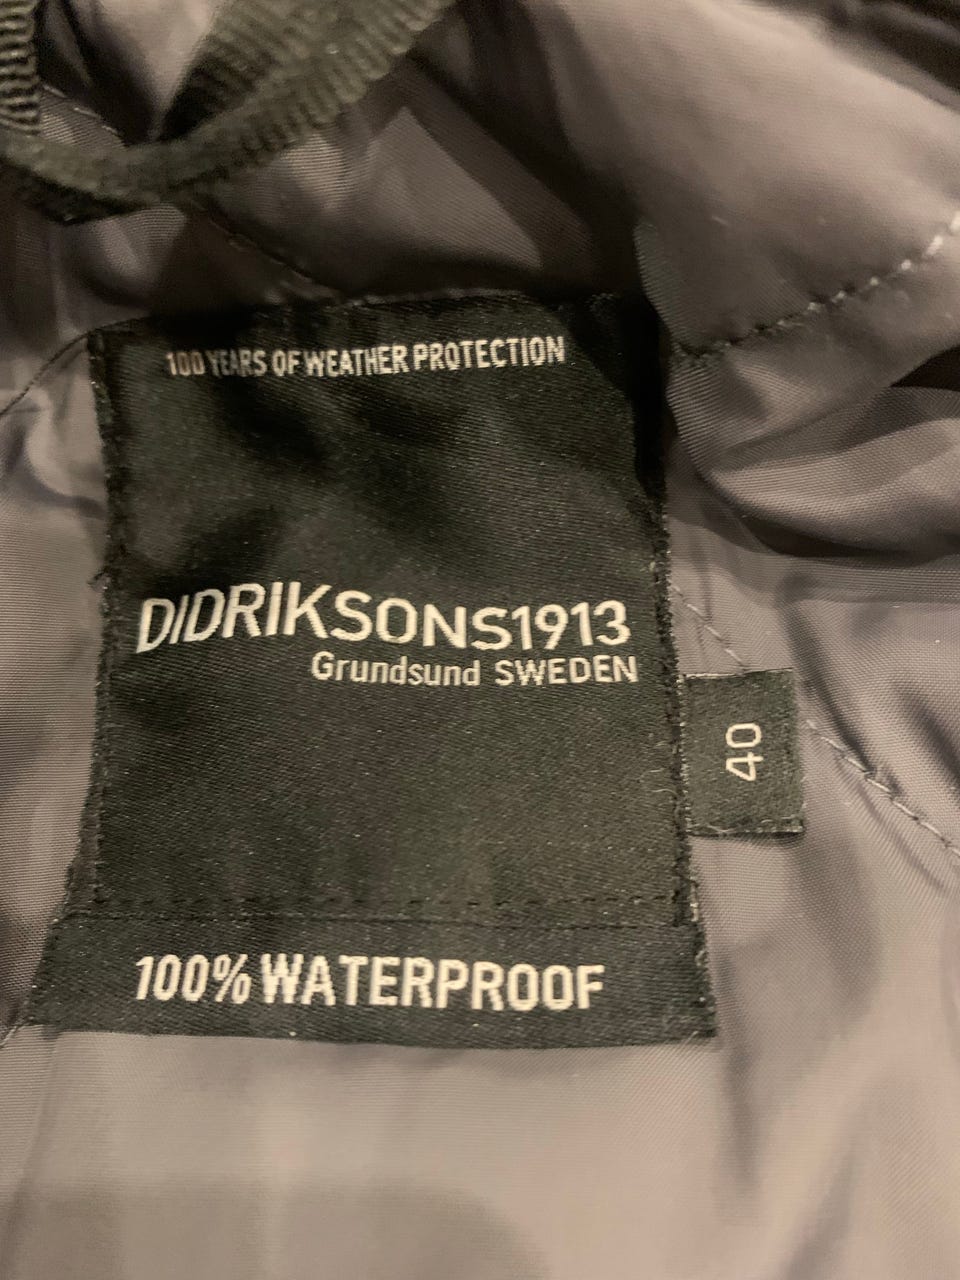 100 YEARS OF WEATHER PROTECTION
DIDRIKSONS1913
Grundsund SWEDEN
40
100% WATERPROOF